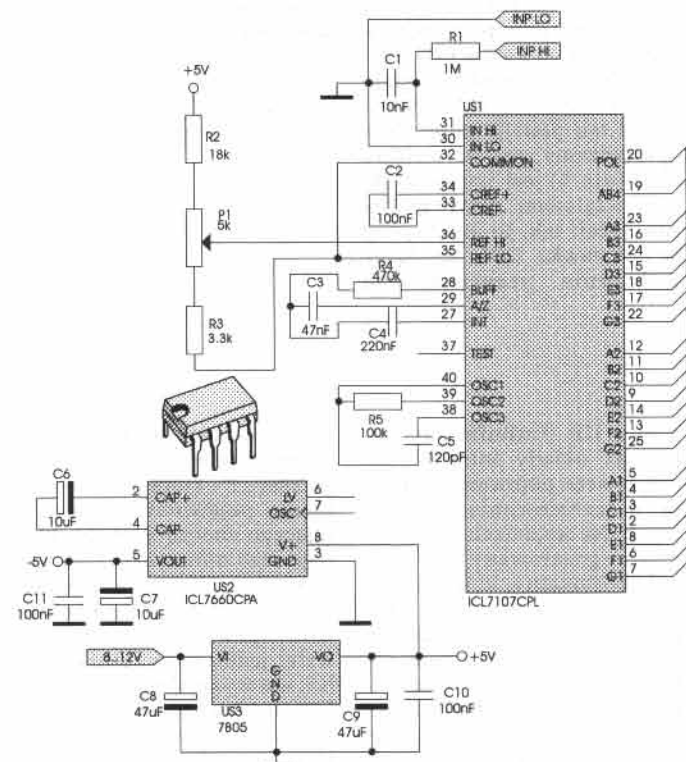 INP LO
INP HI
R1
1M
C1
10nF
+5V
US1
R2
18k
P1
5k
R3
3.3k
31 IN HI
30 IN LO
32 COMMON
C2
100nF
34 CREF+
33 CREF-
36 REF HI
35 REF LO
R4
470k
28 BUFF
C3
47nF
29 A/Z
C4
220nF
27 INT
37 TEST
40 OSC1
39 OSC2
38 OSC3
R5
100k
C5
120pF
POL 20
AB4 19
A3 23
B3 16
C3 24
D3 15
E3 18
F3 17
G3 22
A2 12
B2 11
C2 10
D2 9
E2 14
F2 13
G2 25
A1 5
B1 4
C1 3
D1 2
E1 8
F1 6
G1 7
ICL7107CPL
C6
10uF
2 CAP+
4 CAP-
5 VOUT
LV 6
OSC 7
V+ 8
GND 3
US2
ICL7660CPA
-5V
C11
100nF
C7
10uF
8..12V
VI
VO
GND
US3
7805
C8
47uF
C9
47uF
C10
100nF
+5V